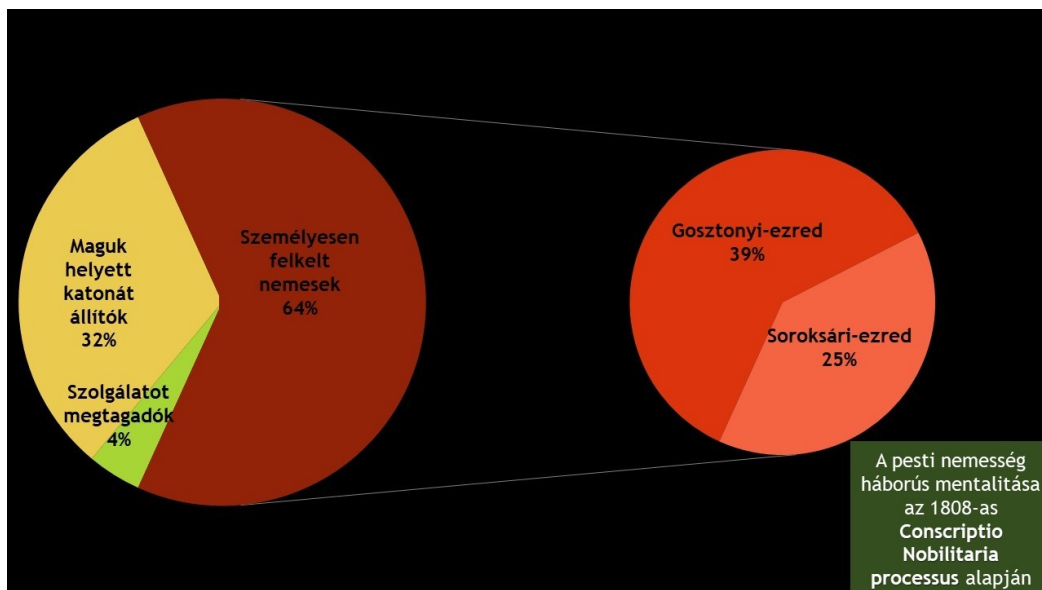 Maguk
helyett
katonát
állítók
32%
Szolgálatot
megtagadók
4%
Személyesen
felkelt
nemesek
64%
Gosztonyi-ezred
39%
Soroksári-ezred
25%
A pesti nemesség
háborús mentalitása
az 1808-as
Conscriptio
Nobilitaria
processus alapján